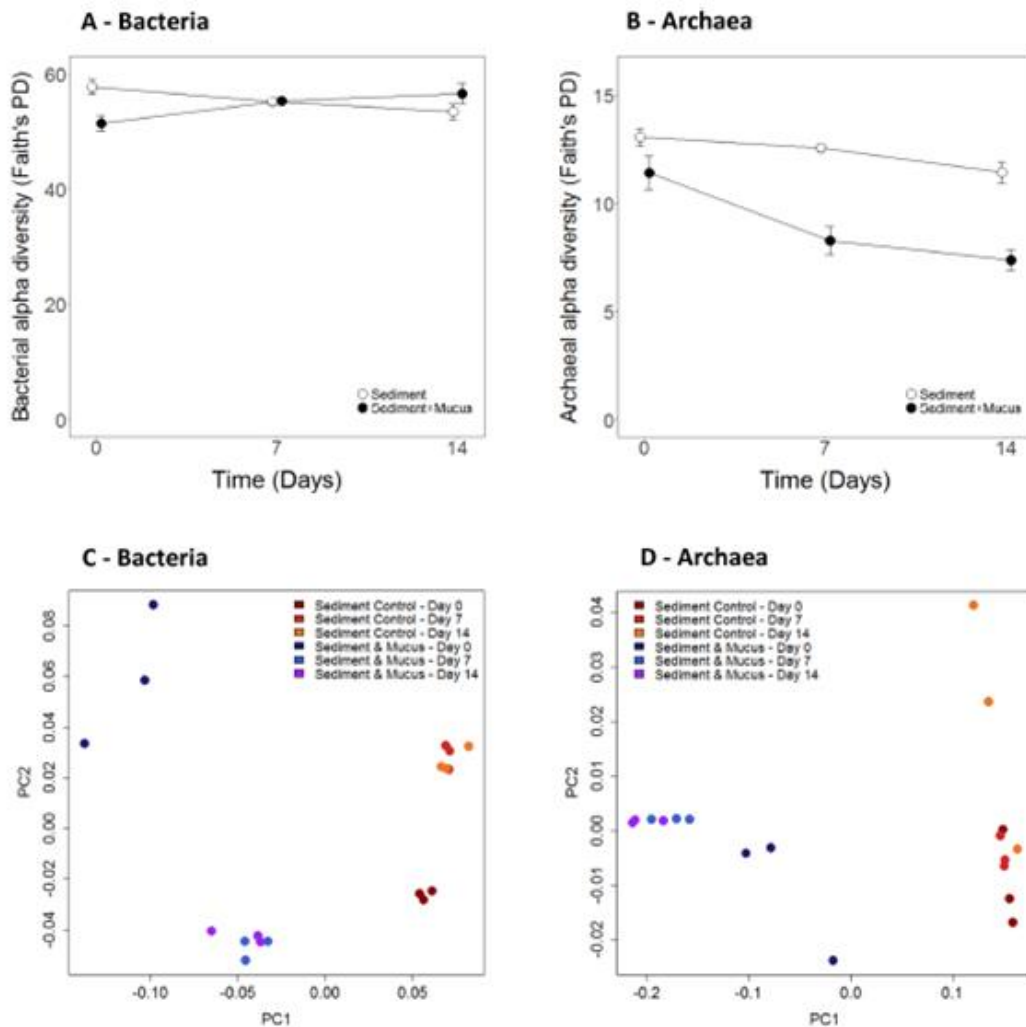 A - Bacteria
Bacterial alpha diversity (Faith's PD)
60
40
20
0
Sediment
Sediment+Mucus
0 7 14
Time (Days)
B - Archaea
Archaeal alpha diversity (Faith's PD)
15
10
5
0
Sediment
Sediment+Mucus
0 7 14
Time (Days)
C - Bacteria
PC2
0.08
0.06
0.04
0.02
0.00
-0.02
-0.04
Sediment Control - Day 0
Sediment Control - Day 7
Sediment Control - Day 14
Sediment & Mucus - Day 0
Sediment & Mucus - Day 7
Sediment & Mucus - Day 14
-0.10 -0.05 0.00 0.05
PC1
D - Archaea
PC2
0.04
0.03
0.02
0.01
0.00
-0.01
-0.02
Sediment Control - Day 0
Sediment Control - Day 7
Sediment Control - Day 14
Sediment & Mucus - Day 0
Sediment & Mucus - Day 7
Sediment & Mucus - Day 14
-0.2 -0.1 0.0 0.1
PC1